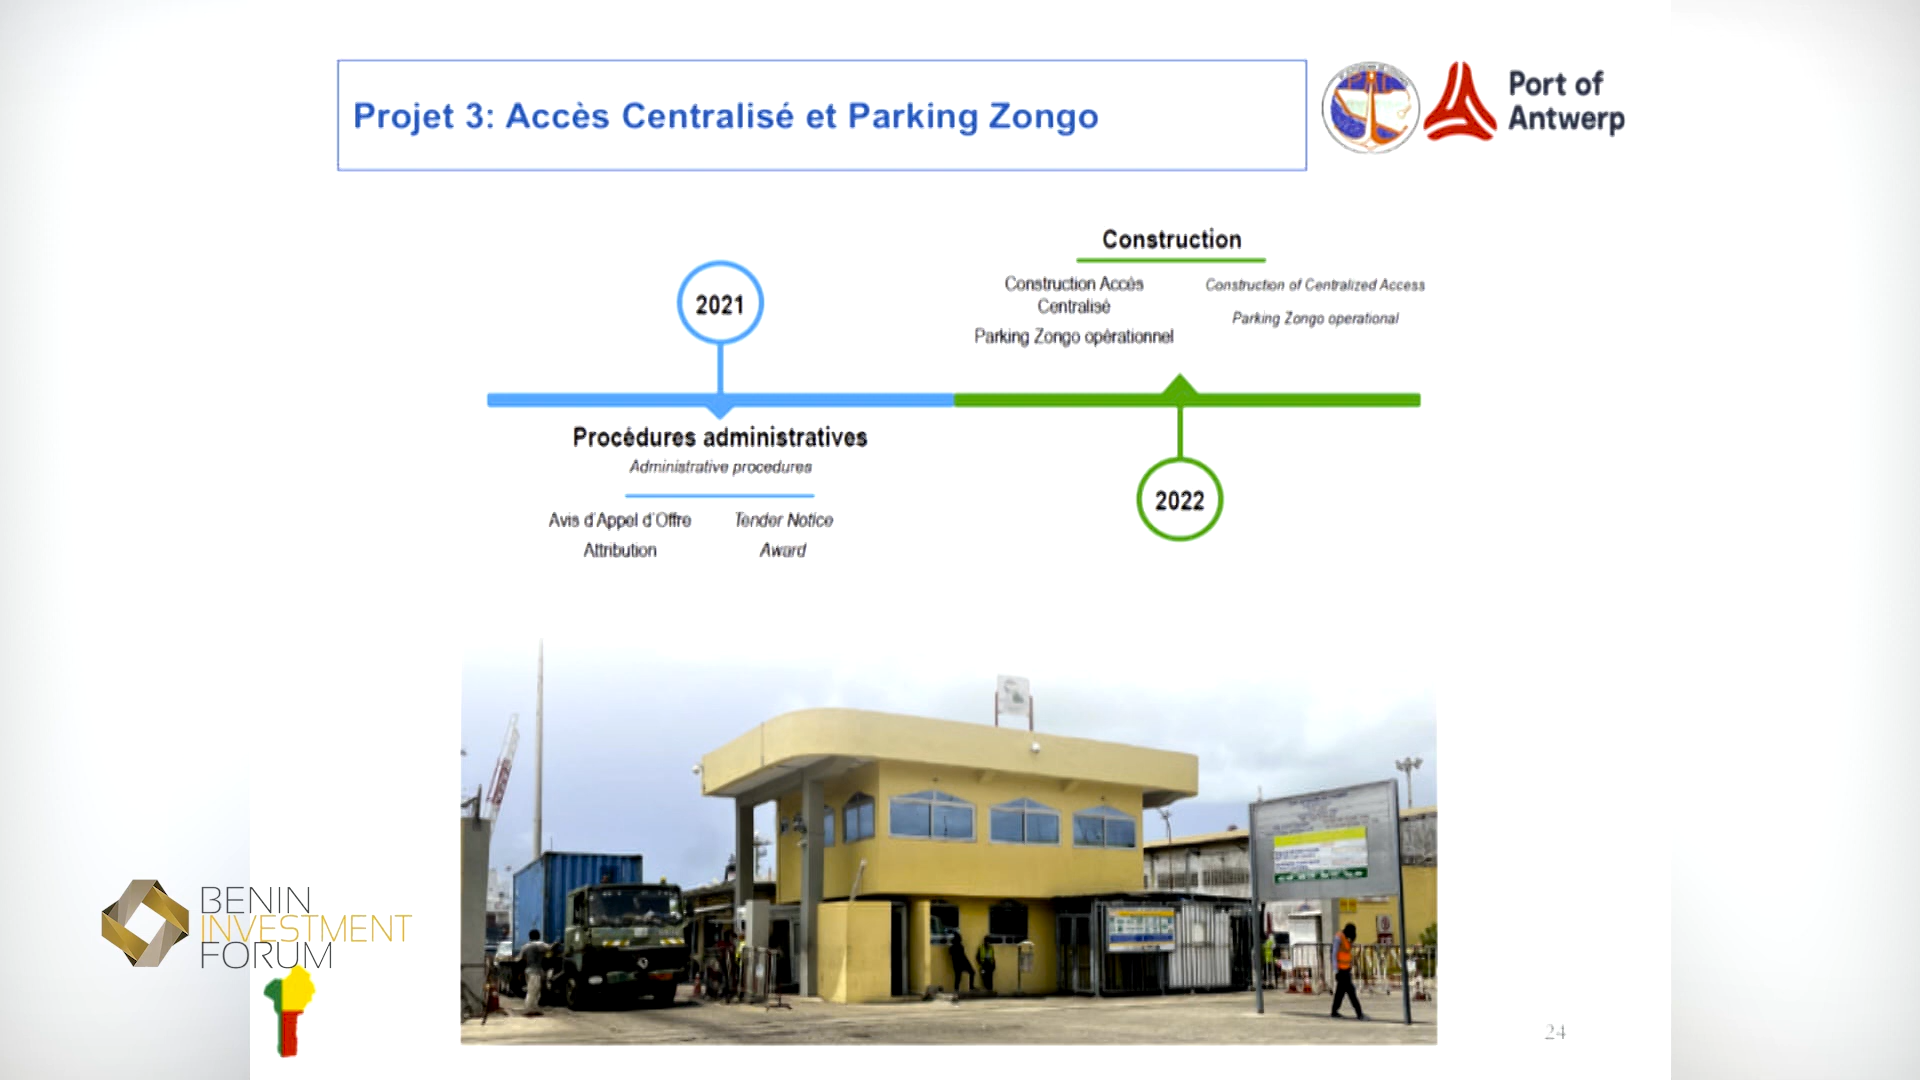 Projet 3: Accès Centralisé et Parking Zongo
Port of
Antwerp
Construction
Construction Accès
Centralisé
Parking Zongo opérationnel
Construction of Centralized Access
Parking Zongo operational
2021
Procédures administratives
Administrative procedures
Avis d'Appel d'Offre
Attribution
Tender Notice
Award
2022
BENIN
INVESTMENT
FORUM
24